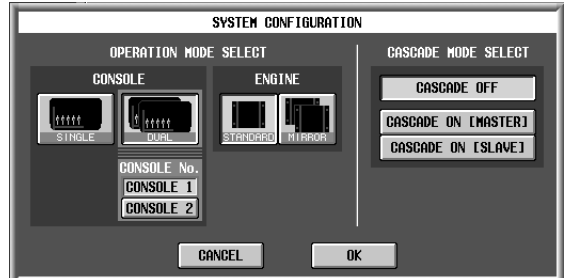 SYSTEM CONFIGURATION
OPERATION MODE SELECT
CASCADE MODE SELECT
CONSOLE
ENGINE
CASCADE OFF
SINGLE
DUAL
STANDARD
MIRROR
CASCADE ON [MASTER]
CASCADE ON [SLAVE]
CONSOLE No.
CONSOLE 1
CONSOLE 2
CANCEL
OK